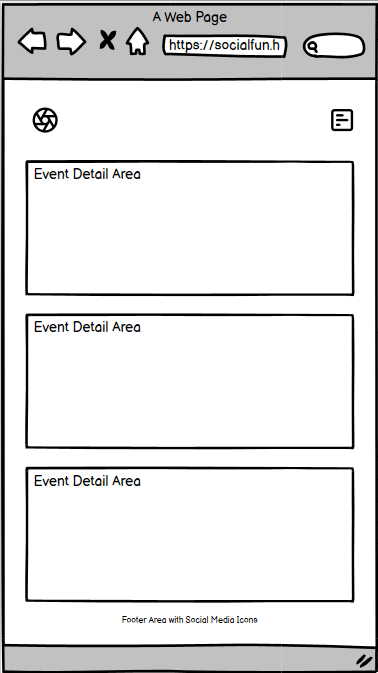 A Web Page
https://socialfun.h
Event Detail Area
Event Detail Area
Event Detail Area
Footer Area with Social Media Icons